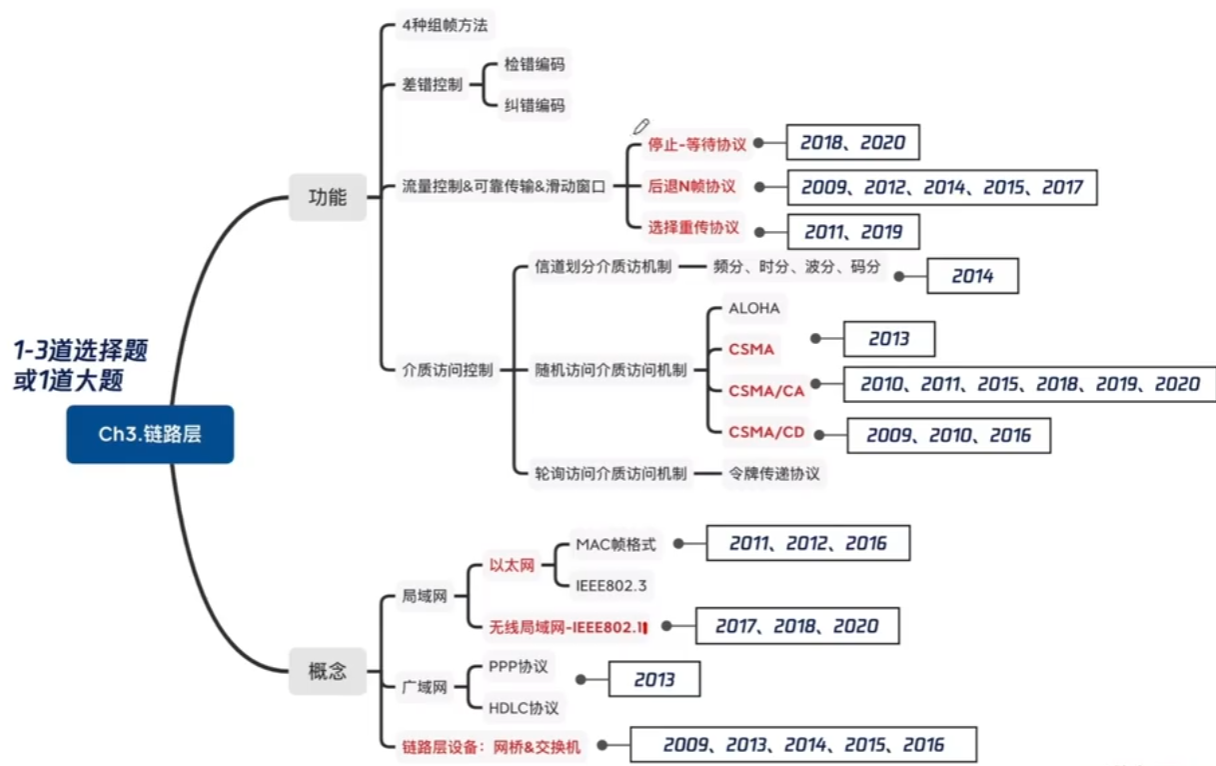 4种组帧方法
差错控制
检错编码
纠错编码
流量控制&可靠传输&滑动窗口
停止-等待协议
2018、2020
后退N帧协议
2009、2012、2014、2015、2017
选择重传协议
2011、2019
功能
信道划分介质访机制
频分、时分、波分、码分
2014
介质访问控制
随机访问介质访问机制
ALOHA
CSMA
2013
CSMA/CA
2010、2011、2015、2018、2019、2020
CSMA/CD
2009、2010、2016
轮询访问介质访问机制
令牌传递协议
1-3道选择题
或1道大题
Ch3.链路层
概念
局域网
以太网
MAC帧格式
2011、2012、2016
IEEE802.3
无线局域网-IEEE802.11
2017、2018、2020
广域网
PPP协议
2013
HDLC协议
链路层设备：网桥&交换机
2009、2013、2014、2015、2016